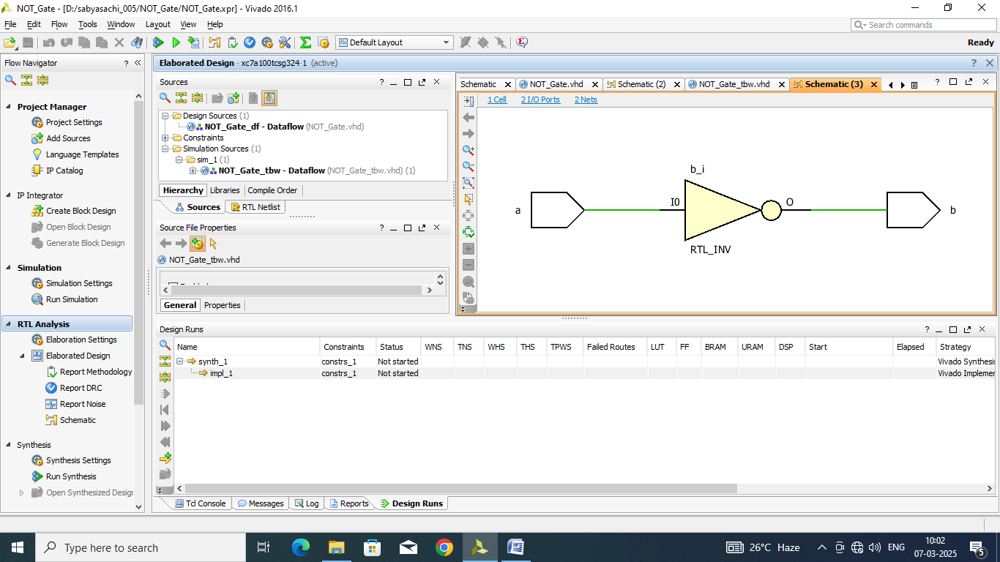 NOT_Gate - [D:/sabyasachi_005/NOT_Gate/NOT_Gate.xpr] - Vivado 2016.1
File Edit Flow Tools Window Layout View Help
Search commands
Default Layout
Ready
Flow Navigator
Project Manager
Project Settings
Add Sources
Language Templates
IP Catalog
IP Integrator
Create Block Design
Open Block Design
Generate Block Design
Simulation
Simulation Settings
Run Simulation
RTL Analysis
Elaboration Settings
Elaborated Design
Report Methodology
Report DRC
Report Noise
Schematic
Synthesis
Synthesis Settings
Run Synthesis
Open Synthesized Design
Elaborated Design - xc7a100tcsg324-1 (active)
Sources
Design Sources (1)
NOT_Gate_df - Dataflow (NOT_Gate.vhd)
Constraints
Simulation Sources (1)
sim_1 (1)
NOT_Gate_tbw - Dataflow (NOT_Gate_tbw.vhd) (1)
Hierarchy Libraries Compile Order
Sources RTL Netlist
Source File Properties
NOT_Gate_tbw.vhd
General Properties
Schematic NOT_Gate.vhd Schematic (2) NOT_Gate_tbw.vhd Schematic (3)
1 Cell 2 I/O Ports 2 Nets
b_i
a I0 O b
RTL_INV
Design Runs
Name Constraints Status WNS TNS WHS THS TPWS Failed Routes LUT FF BRAM URAM DSP Start Elapsed Strategy
synth_1 constrs_1 Not started Vivado Synthesis
impl_1 constrs_1 Not started Vivado Implemen
Tcl Console Messages Log Reports Design Runs
Type here to search
26°C Haze
ENG
10:02
07-03-2025
5